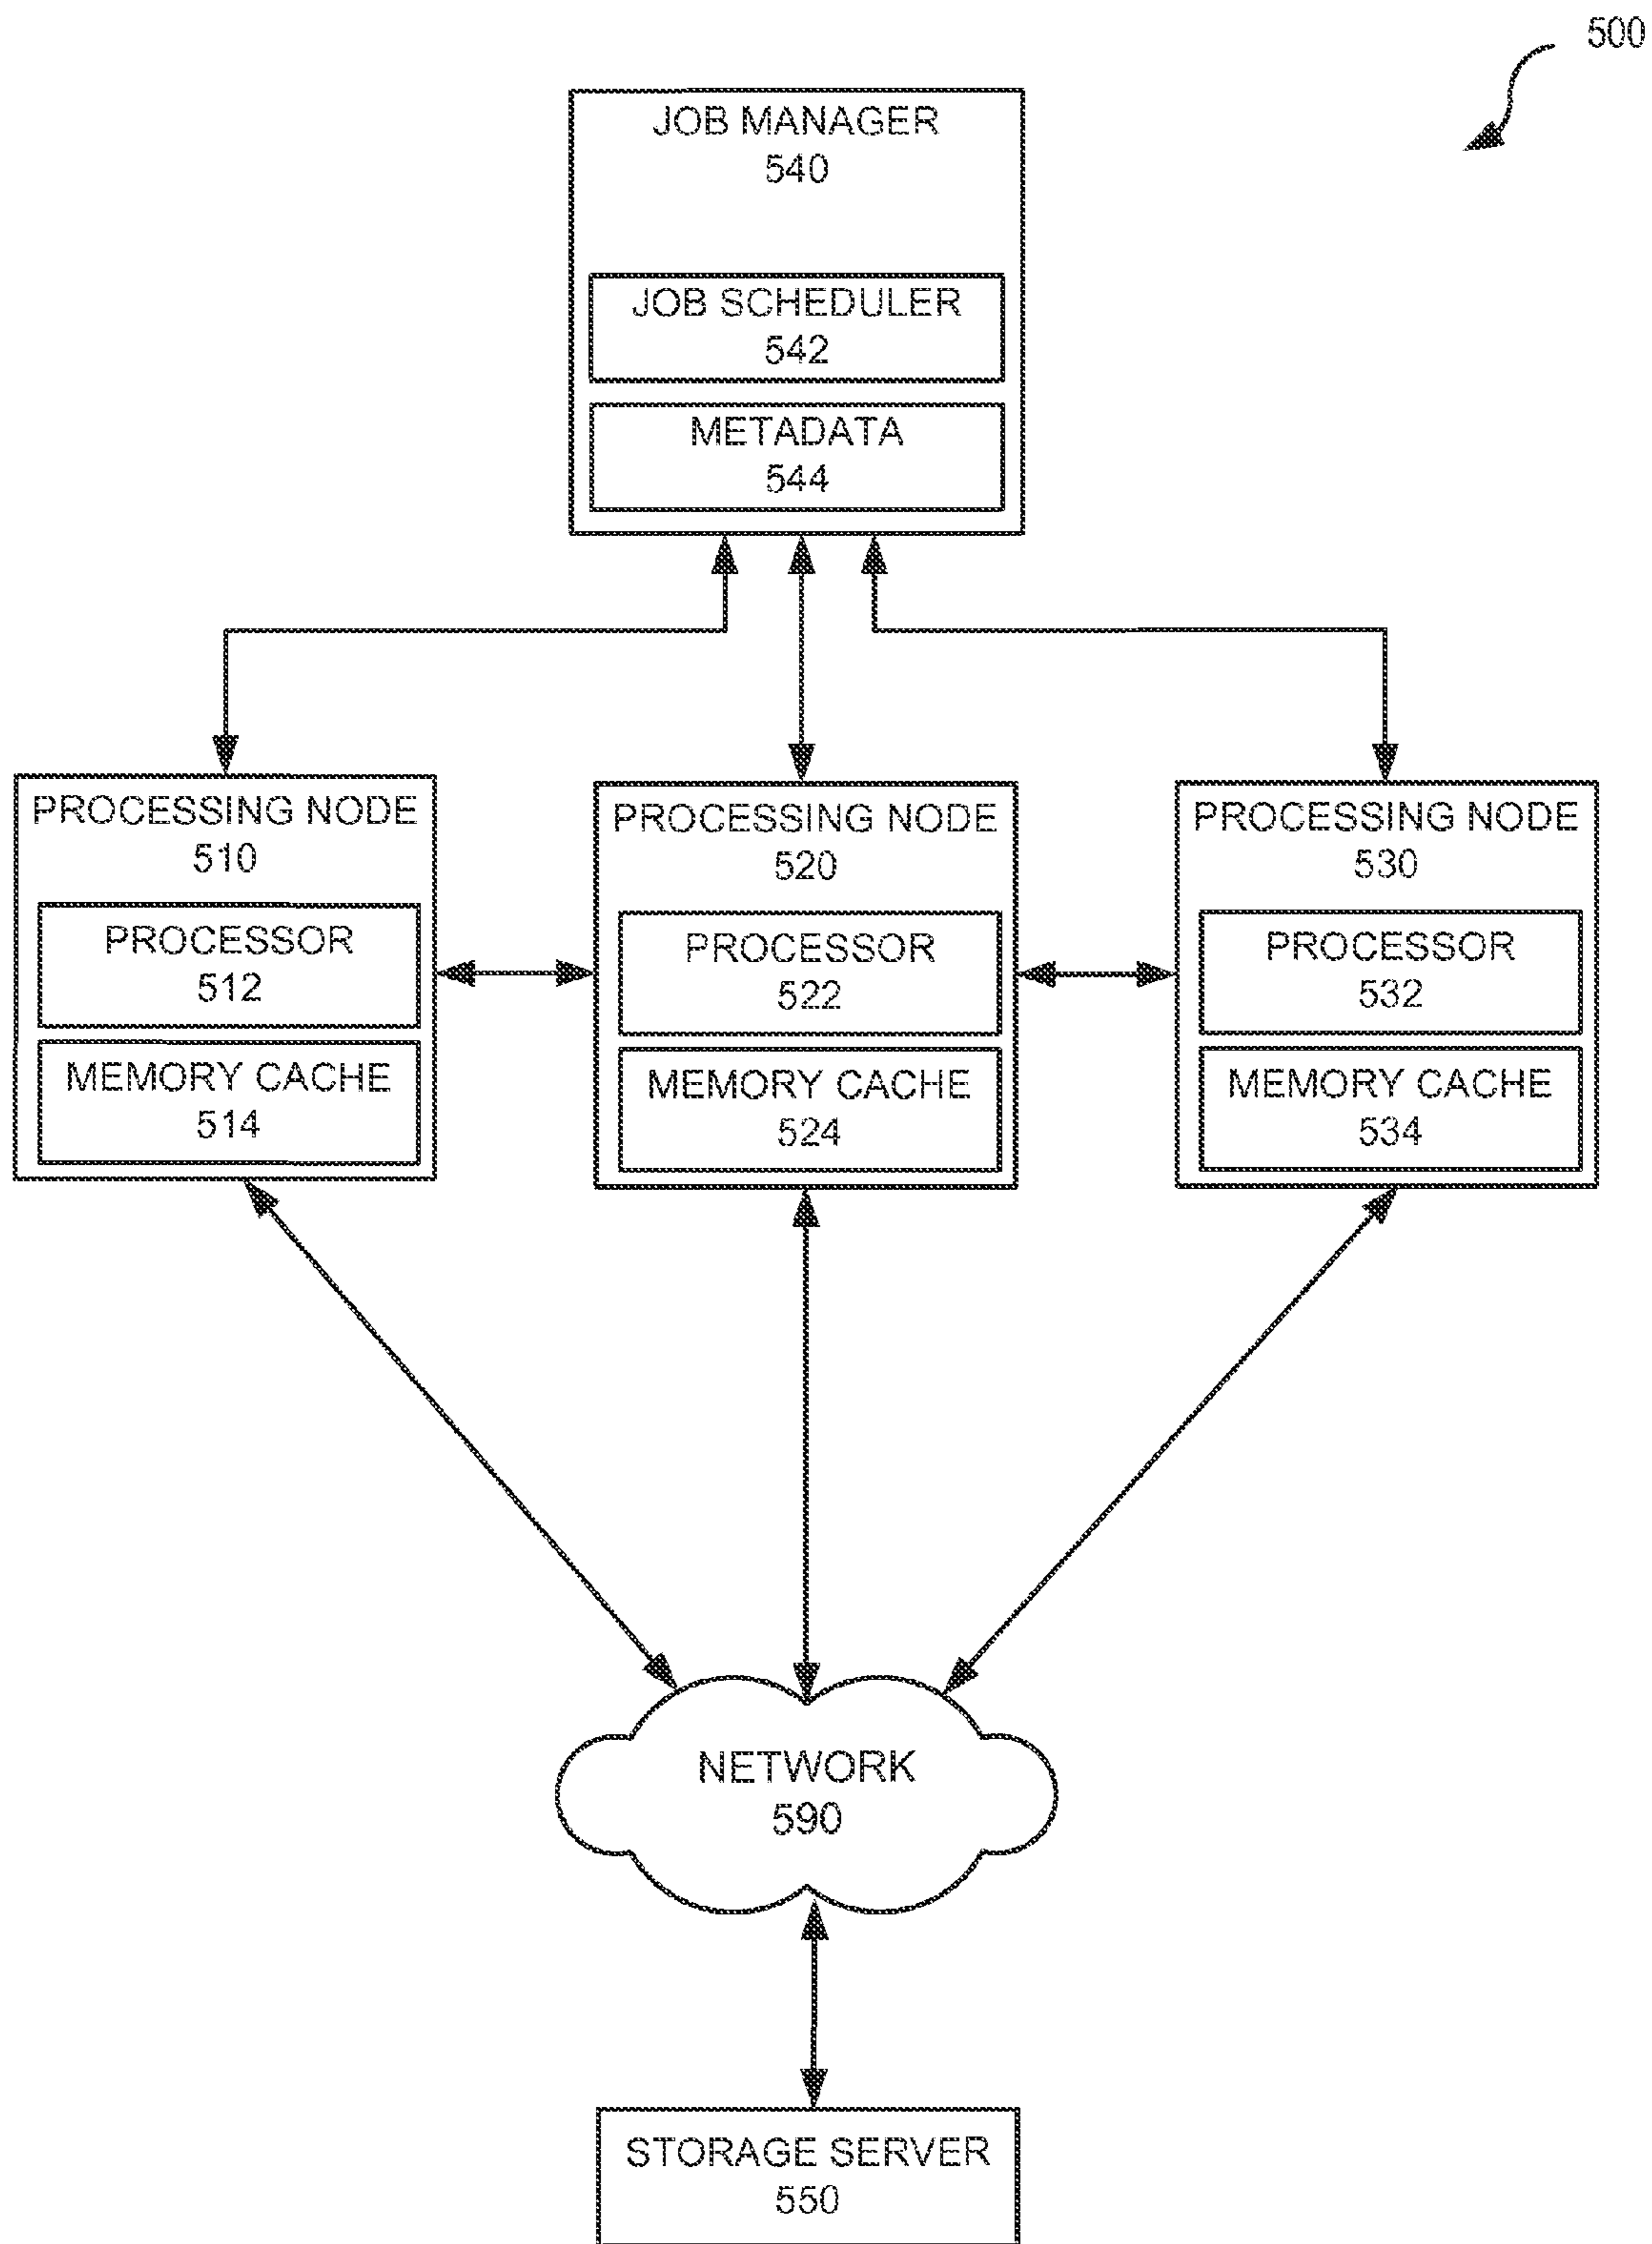 500
JOB MANAGER
540
JOB SCHEDULER
542
METADATA
544
PROCESSING NODE
510
PROCESSOR
512
MEMORY CACHE
514
PROCESSING NODE
520
PROCESSOR
522
MEMORY CACHE
524
PROCESSING NODE
530
PROCESSOR
532
MEMORY CACHE
534
NETWORK
590
STORAGE SERVER
550